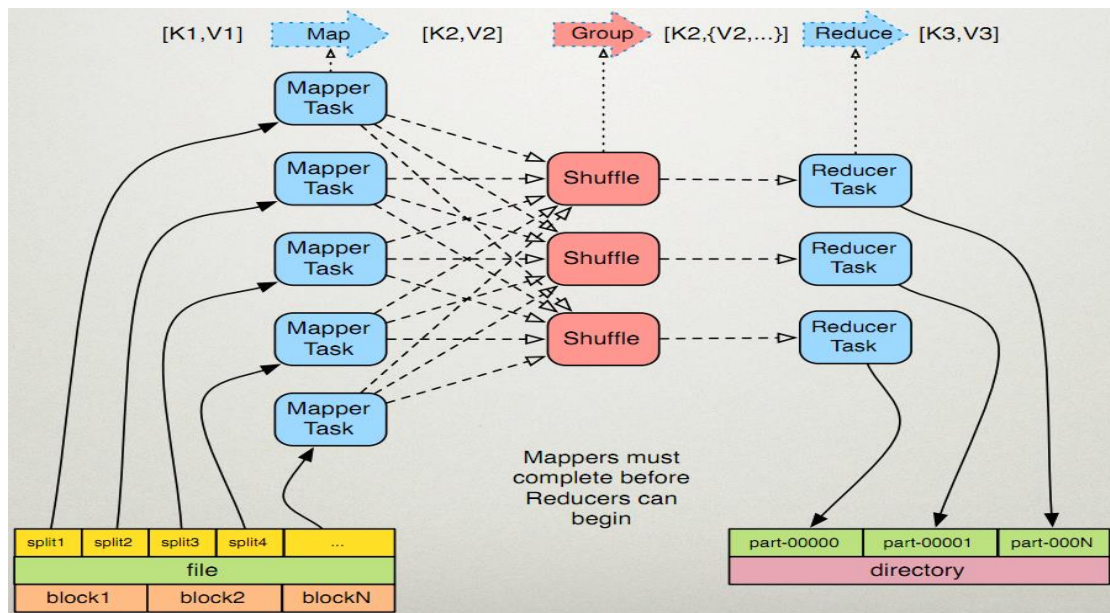 [K1,V1] Map [K2,V2] Group [K2,{V2,...}] Reduce [K3,V3]
Mapper
Task
Mapper
Task
Shuffle
Reducer
Task
Mapper
Task
Shuffle
Reducer
Task
Mapper
Task
Shuffle
Reducer
Task
Mapper
Task
Mappers must
complete before
Reducers can
begin
split1 split2 split3 split4 ...
file
block1 block2 blockN
part-00000 part-00001 part-000N
directory